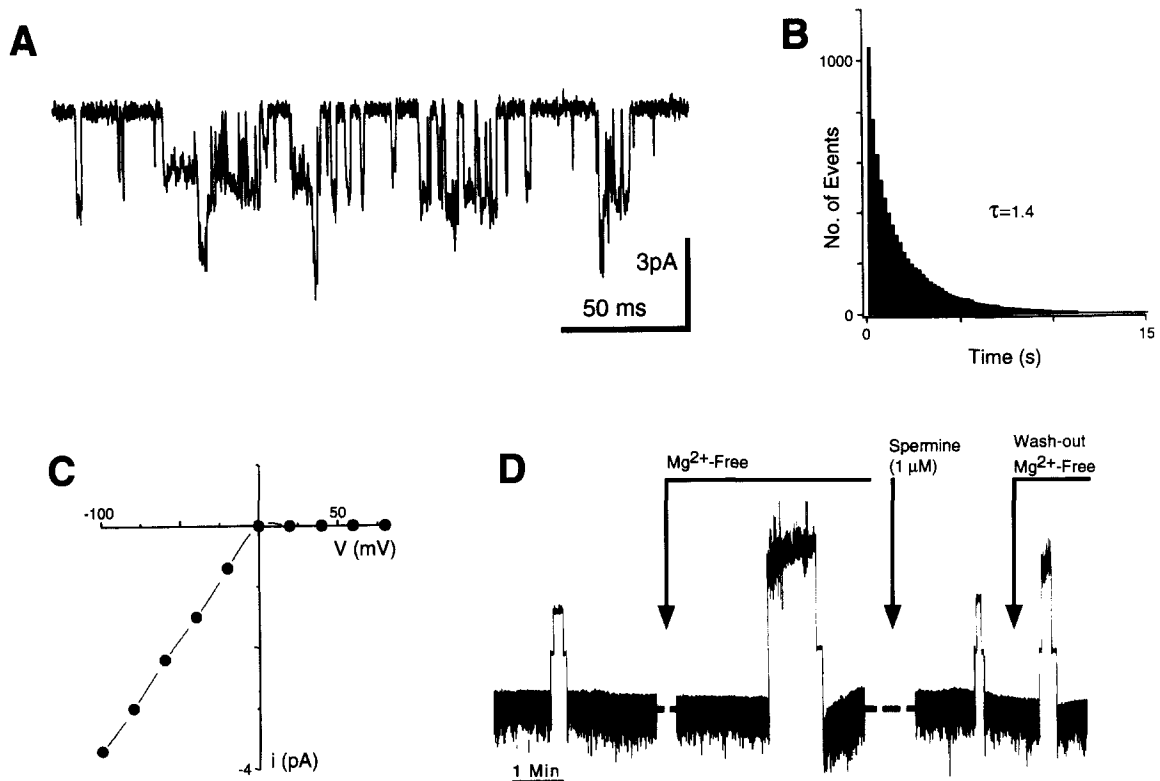 A
3pA
50 ms
B
1000
No. of Events
0
τ=1.4
0
15
Time (s)
C
-100
50
V (mV)
-4
i (pA)
D
Mg2+-Free
Spermine
(1 µM)
Wash-out
Mg2+-Free
1 Min